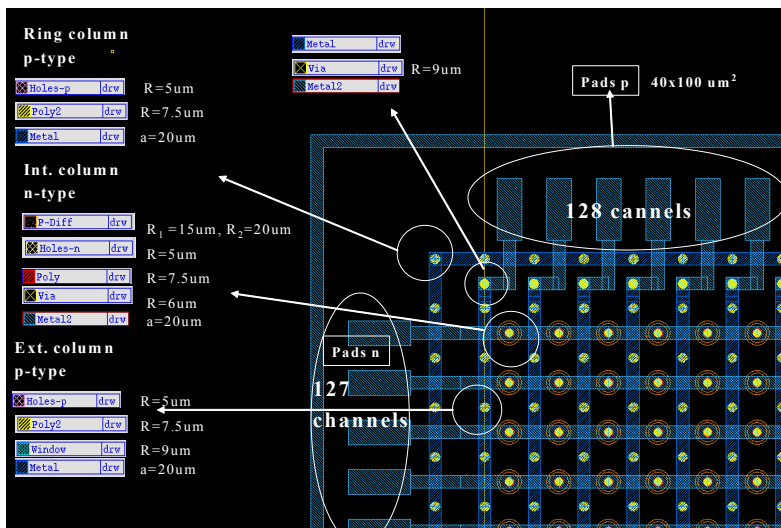 Ring column
p-type
Holes-p drw R=5um
Poly2 drw R=7.5um
Metal drw a=20um
Int. column
n-type
P-Diff drw R1 =15um, R2=20um
Holes-n drw R=5um
Poly drw R=7.5um
Via drw R=6um
Metal2 drw a=20um
Ext. column
p-type
Holes-p drw R=5um
Poly2 drw R=7.5um
Window drw R=9um
Metal drw a=20um
Metal drw
Via drw R=9um
Metal2 drw
Pads p 40x100 um2
128 cannels
Pads n
127
channels